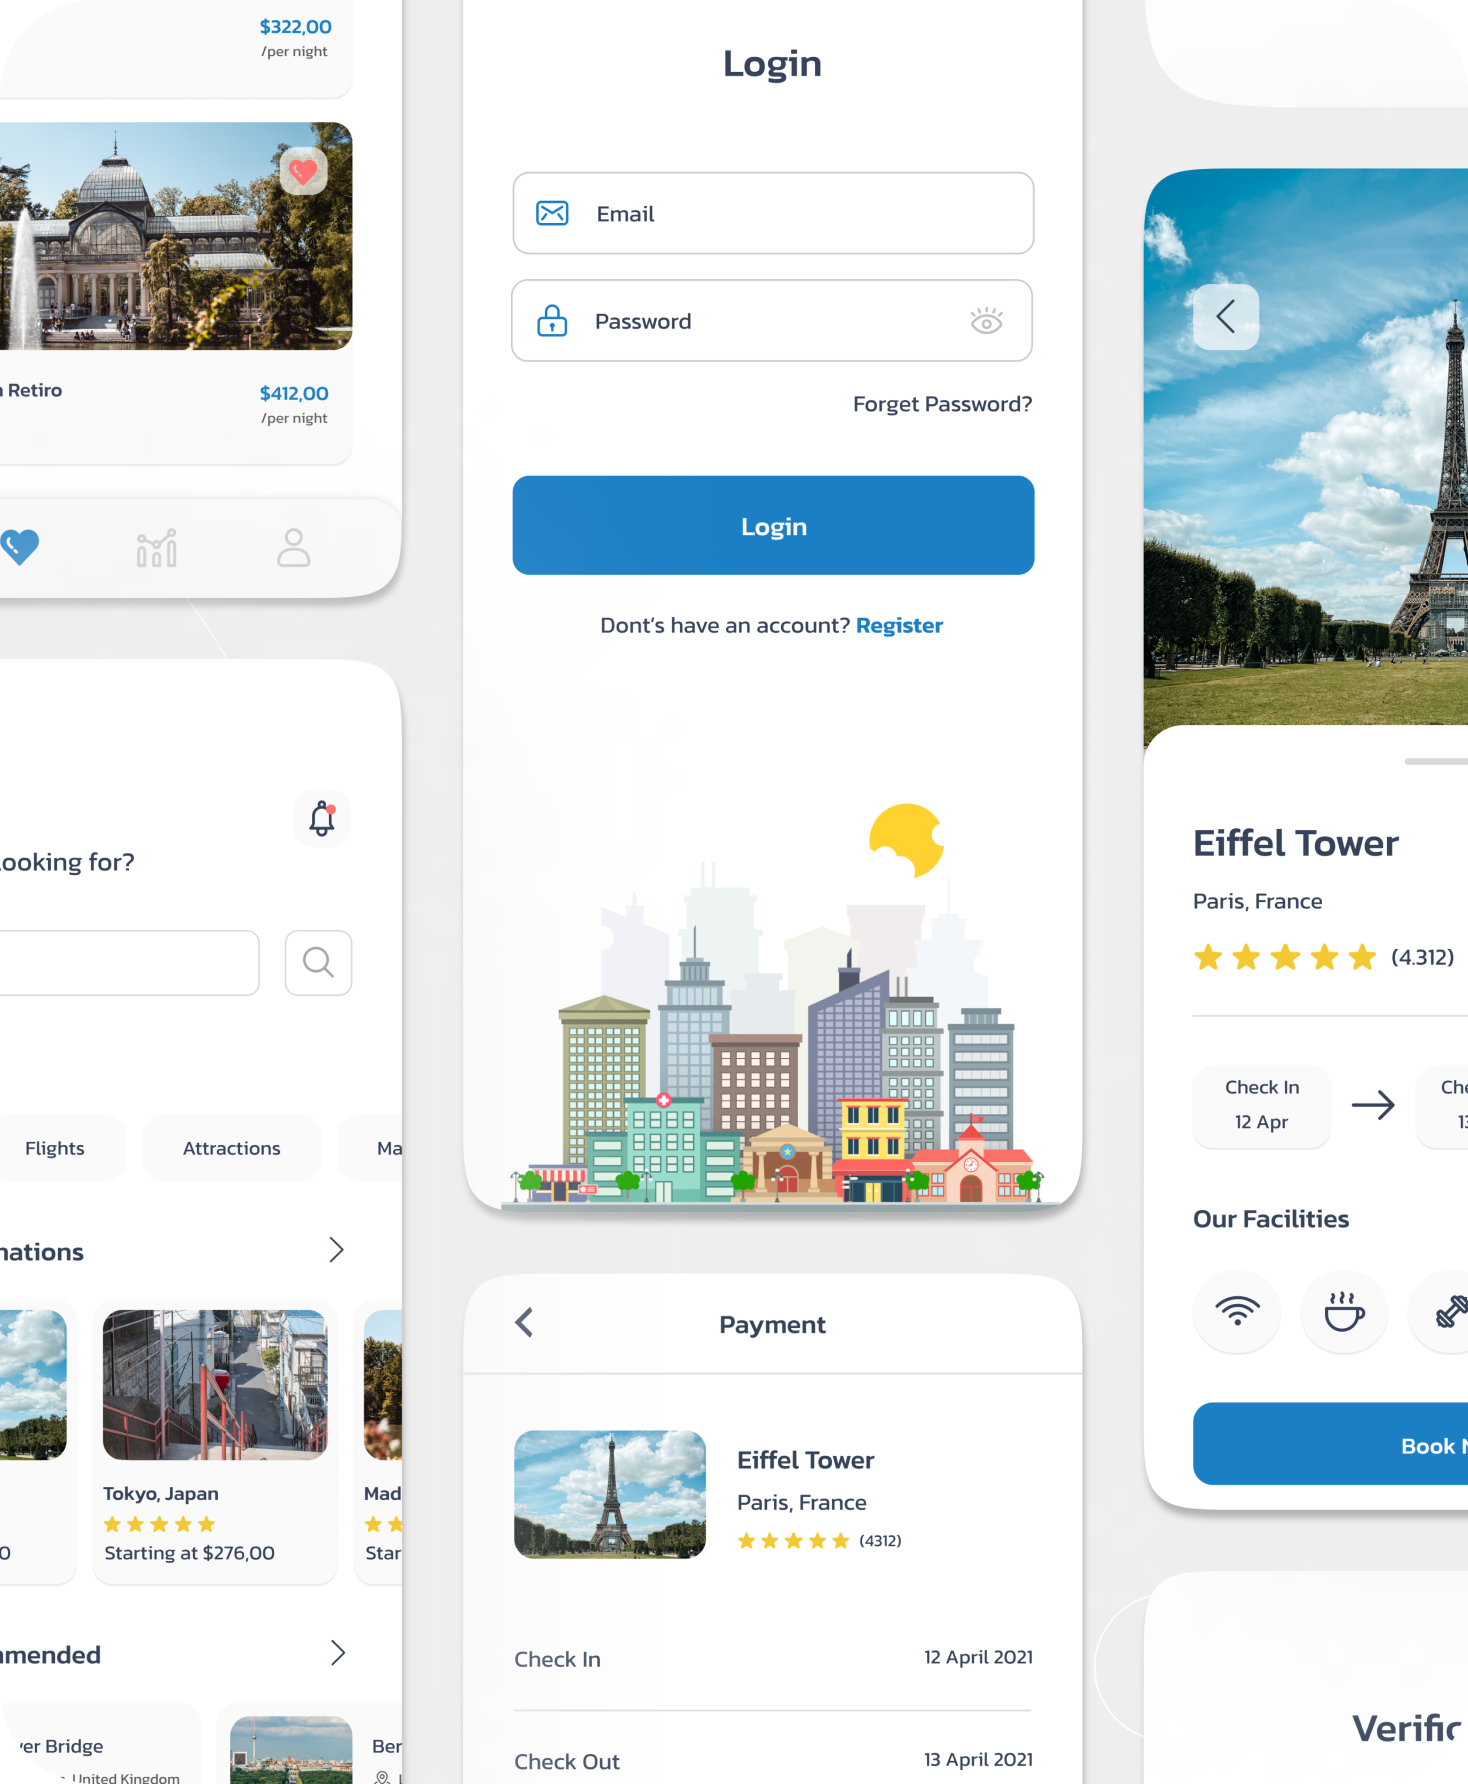 $322,00
/per night
Retiro
$412,00
/per night
ooking for?
Flights
Attractions
Ma
nations
Tokyo, Japan
Starting at $276,00
0
Mad
Star
mmended
er Bridge
United Kingdom
Ber
Login
Email
Password
Forget Password?
Login
Dont's have an account? Register
Payment
Eiffel Tower
Paris, France
(4312)
Check In
12 April 2021
Check Out
13 April 2021
Eiffel Tower
Paris, France
(4.312)
Check In
12 Apr
Che
13
Our Facilities
Book N
Verific